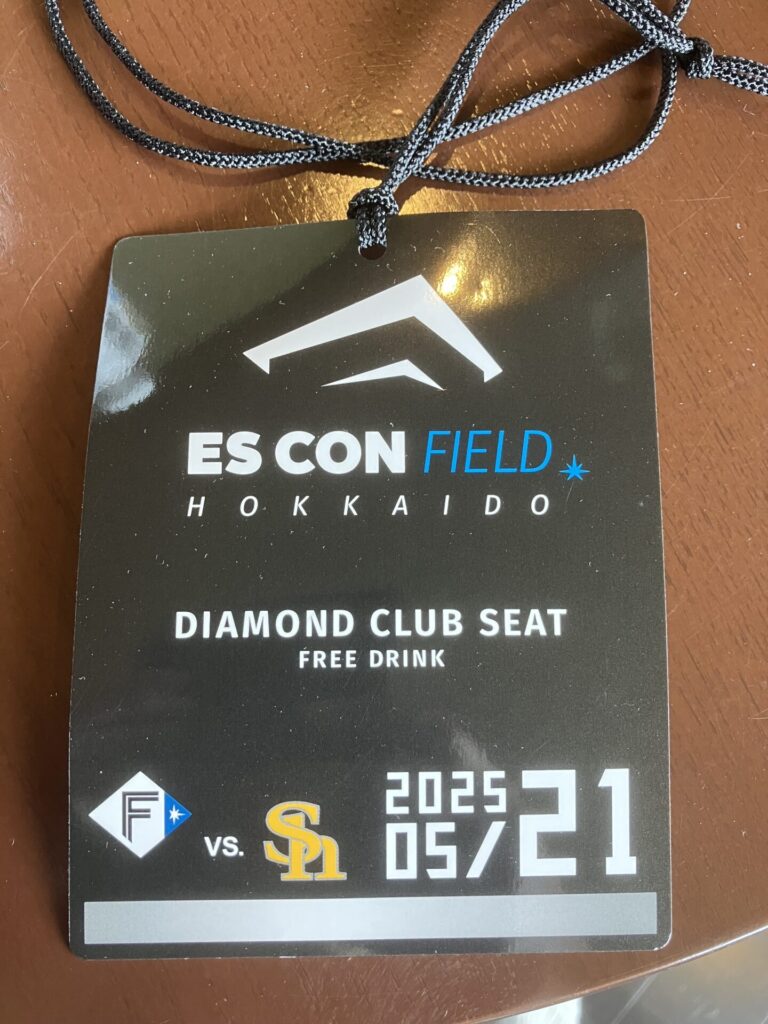 ES CON FIELD
HOKKAIDO
DIAMOND CLUB SEAT
FREE DRINK
F vs. Sh
2025
05/21